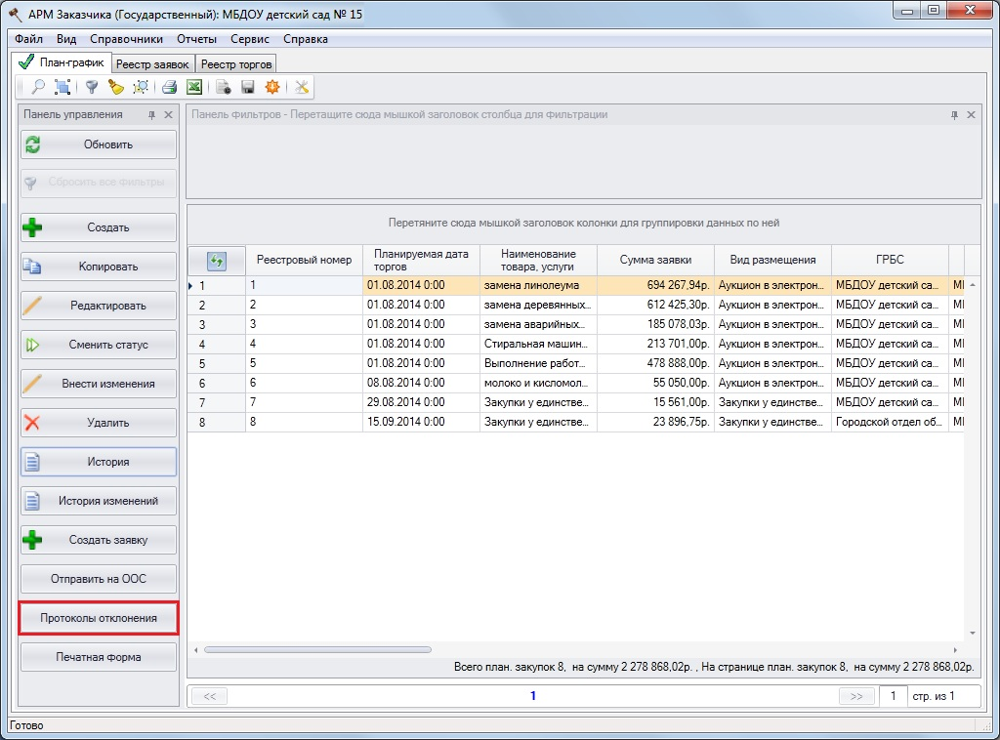 АРМ Заказчика (Государственный): МБДОУ детский сад № 15
Файл Вид Справочники Отчеты Сервис Справка
План-график Реестр заявок Реестр торгов
Панель управления
Панель Фильтров - Перетащите сюда мышкой заголовок столбца для фильтрации
Обновить
Сбросить все фильтры
Создать
Копировать
Редактировать
Сменить статус
Внести изменения
Удалить
История
История изменений
Создать заявку
Отправить на ООС
Протоколы отклонения
Печатная форма
Перетяните сюда мышкой заголовок колонки для группировки данных по ней
Реестровый номер Планируемая дата торгов Наименование товара, услуги Сумма заявки Вид размещения ГРБС
1 1 01.08.2014 0:00 замена линолеума 694 267,94р. Аукцион в электрон... МБДОУ детский са... МІ
2 2 01.08.2014 0:00 замена деревянных... 612 425,30р. Аукцион в электрон... МБДОУ детский са... МІ
3 3 01.08.2014 0:00 замена аварийных... 185 078,03р. Аукцион в электрон... МБДОУ детский са... МІ
4 4 01.08.2014 0:00 Стиральная машин... 213 701,00р. Аукцион в электрон... МБДОУ детский са... МІ
5 5 01.08.2014 0:00 Выполнение работ... 478 888,00р. Аукцион в электрон... МБДОУ детский са... МІ
6 6 08.08.2014 0:00 молоко и кисломол... 55 050,00р. Аукцион в электрон... МБДОУ детский са... МІ
7 7 29.08.2014 0:00 Закупки у единстве... 15 561,00р. Закупки у единстве... МБДОУ детский са... МІ
8 8 15.09.2014 0:00 Закупки у единстве... 23 896,75р. Закупки у единстве... Городской отдел об... МІ
Всего план. закупок 8, на сумму 2 278 868,02р. , На странице план. закупок 8, на сумму 2 278 868,02р.
<< 1 >> 1 стр. из 1
Готово